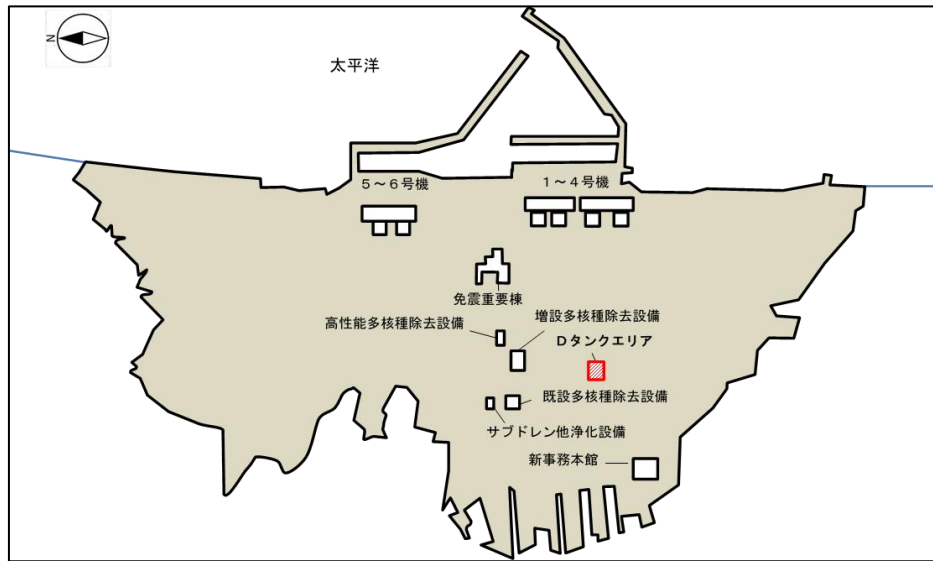 N
太平洋
5～6号機
1～4号機
免震重要棟
高性能多核種除去設備
増設多核種除去設備
Dタンクエリア
既設多核種除去設備
サブドレン他浄化設備
新事務本館